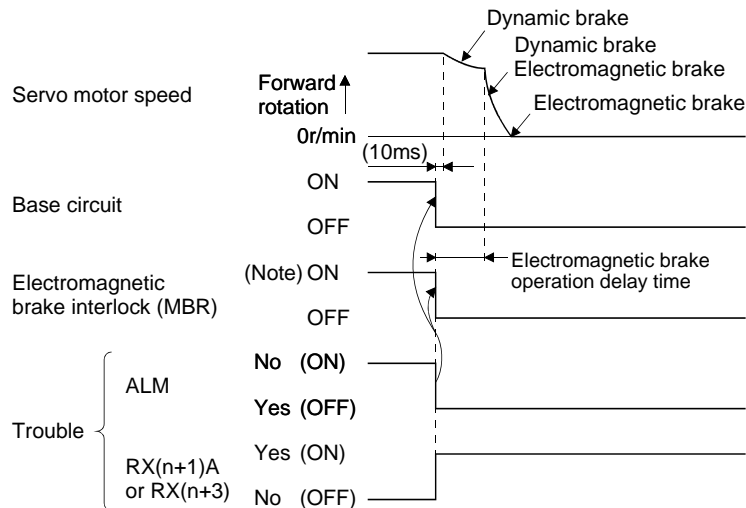 Dynamic brake
Dynamic brake
Electromagnetic brake
Electromagnetic brake
Servo motor speed
Forward
rotation
0r/min
(10ms)
Base circuit
ON
OFF
Electromagnetic
brake interlock (MBR)
(Note) ON
OFF
Electromagnetic brake
operation delay time
Trouble
ALM
No (ON)
Yes (OFF)
RX(n+1)A
or RX(n+3)
Yes (ON)
No (OFF)